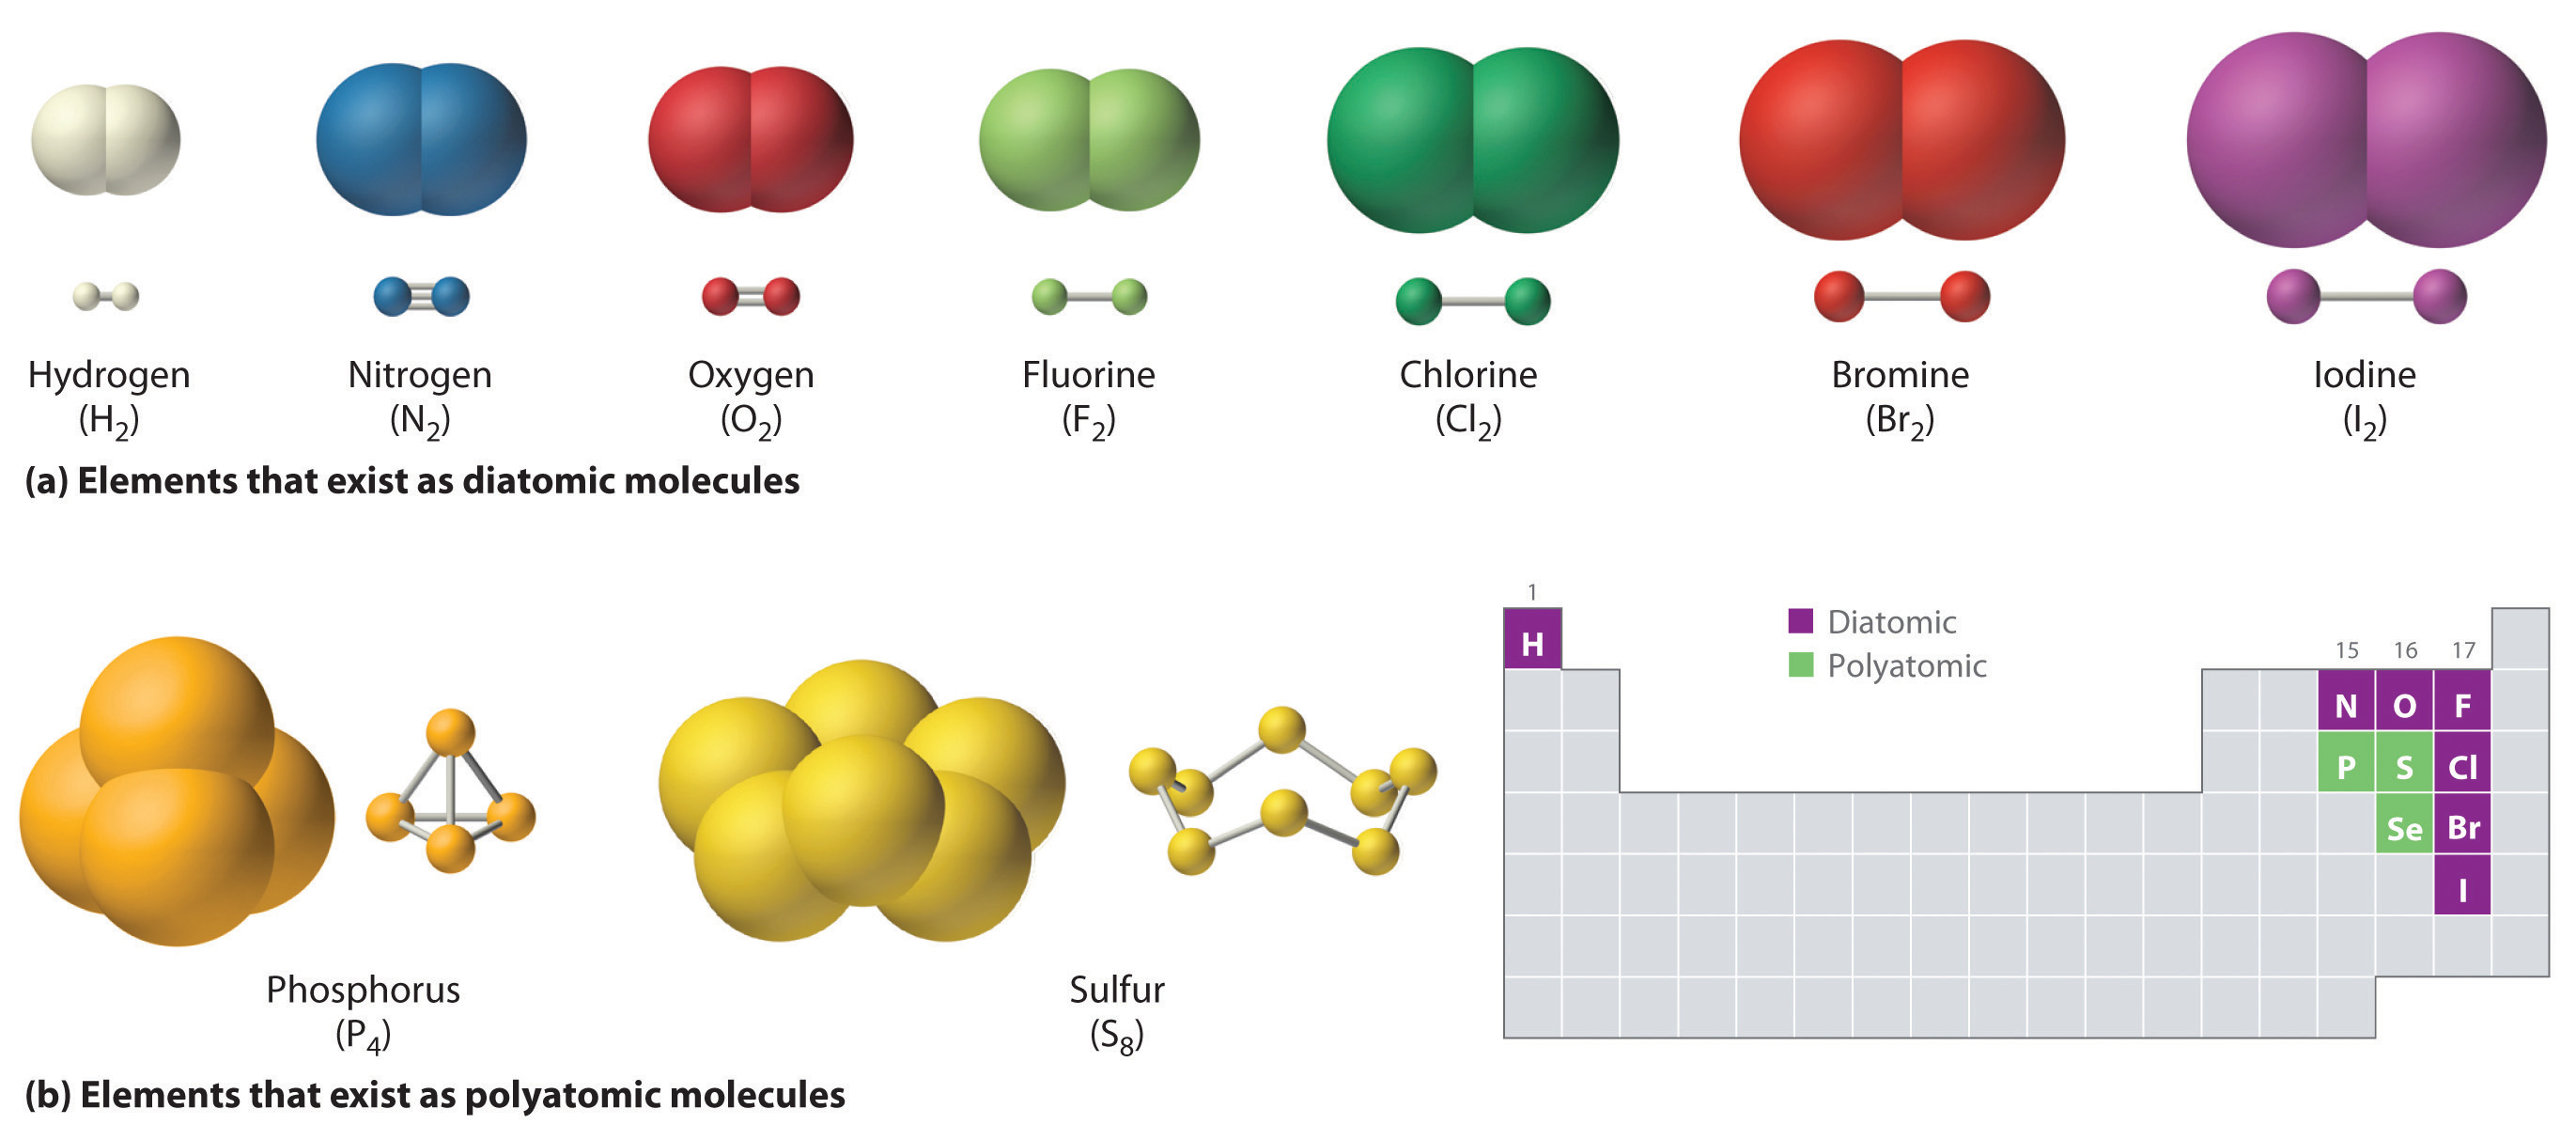 Hydrogen
(H₂)
Nitrogen
(N₂)
Oxygen
(O₂)
Fluorine
(F₂)
Chlorine
(Cl₂)
Bromine
(Br₂)
Iodine
(I₂)
(a) Elements that exist as diatomic molecules
Phosphorus
(P₄)
Sulfur
(S₈)
(b) Elements that exist as polyatomic molecules
1
Diatomic
Polyatomic
15 16 17
H
N O F
P S Cl
Se Br
I